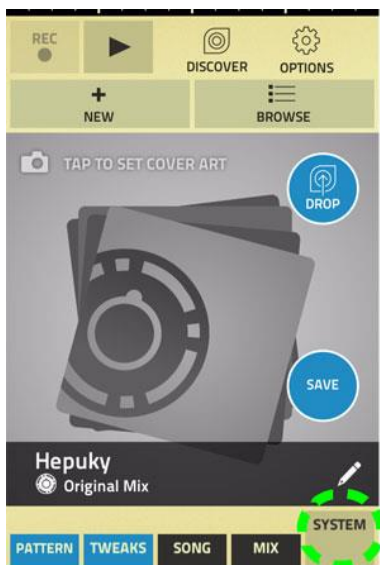 REC
DISCOVER
OPTIONS
+
NEW
BROWSE
TAP TO SET COVER ART
DROP
SAVE
Hepuky
Original Mix
SYSTEM
PATTERN
TWEAKS
SONG
MIX